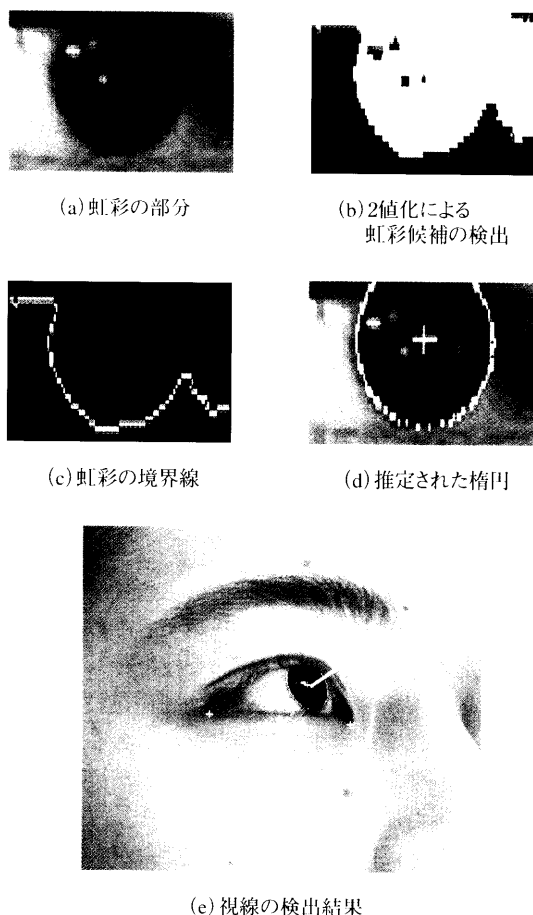 (a)虹彩の部分
(b)2値化による
虹彩候補の検出
(c)虹彩の境界線
(d)推定された楕円
(e)視線の検出結果